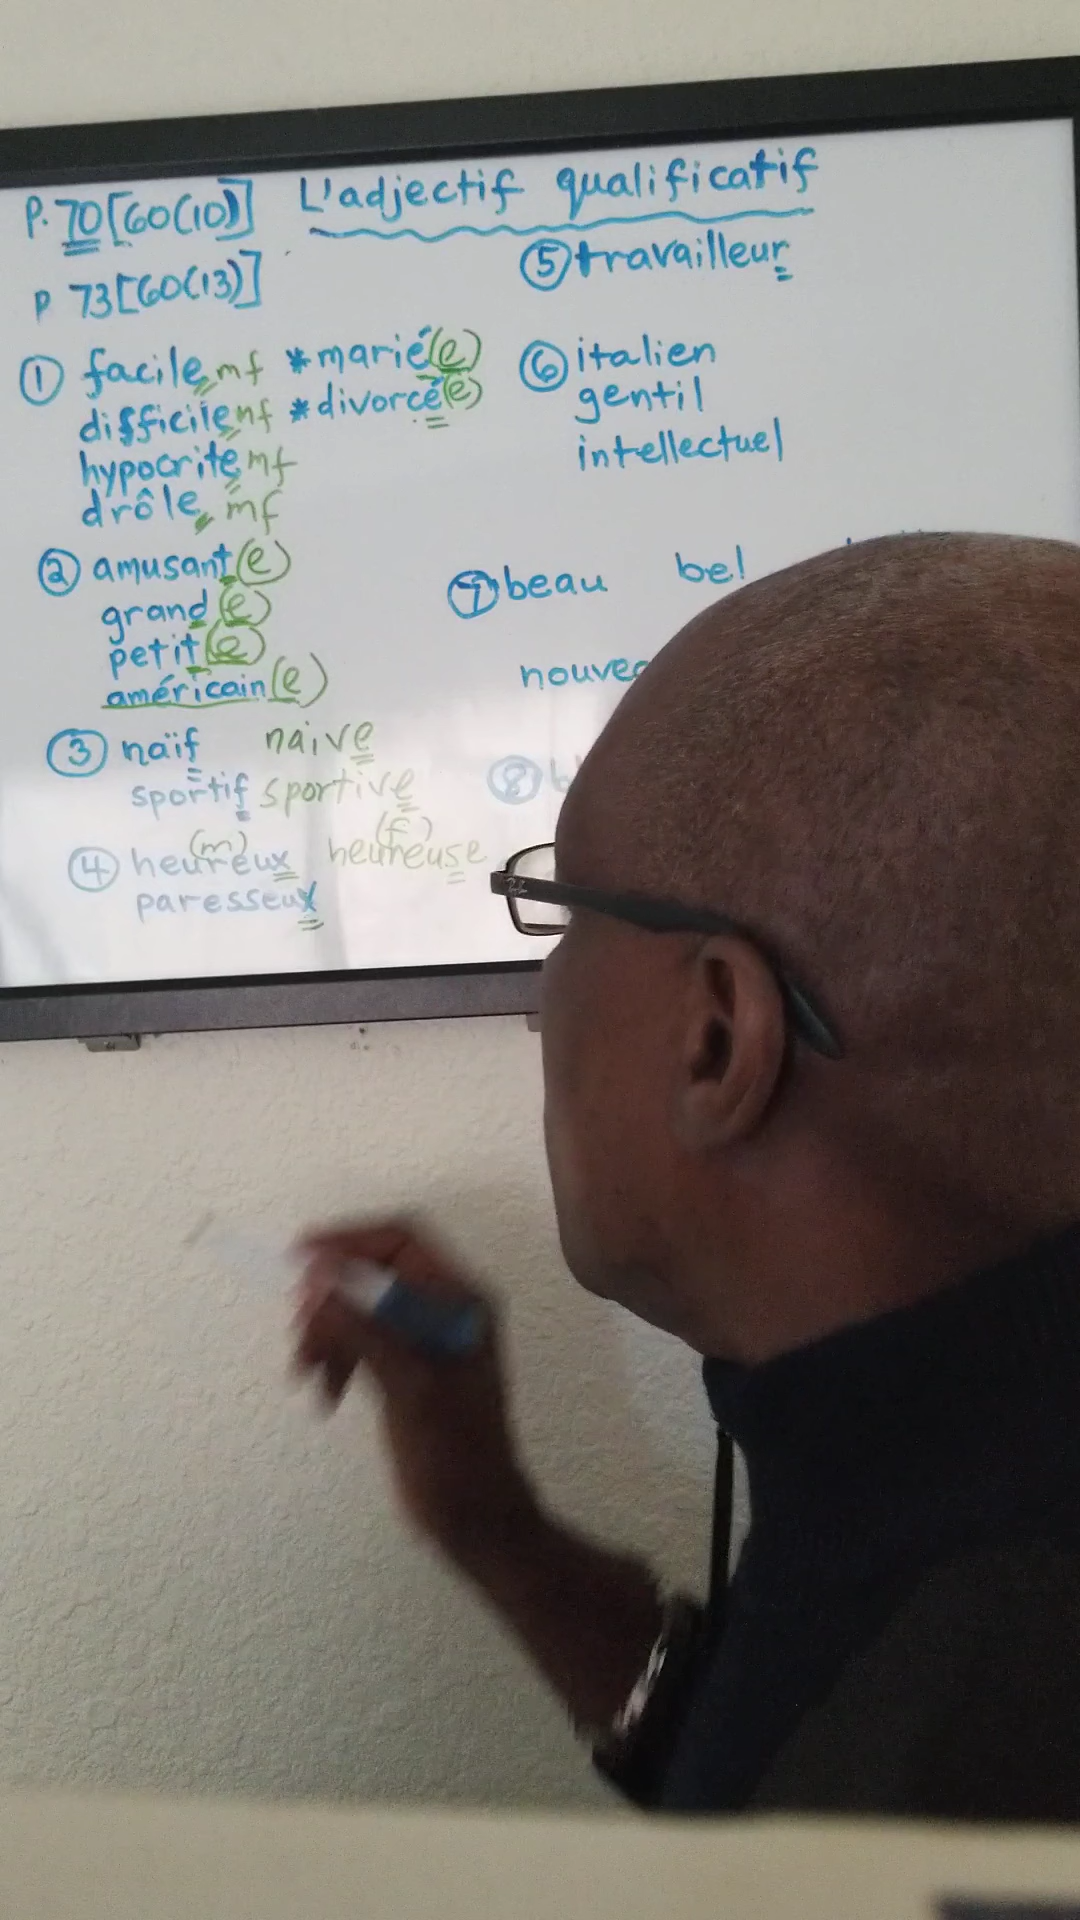 P. 70 [60(10)] L'adjectif qualificatif
P 73 [60(13)]
① facile mf *marié(e)
difficile mf *divorcé(e)
hypocrite mf
drôle mf
② amusant(e)
grand(e)
petit(e)
américain(e)
③ naïf naive
sportif sportive
④ heureux (m) heureuse (f)
paresseux
⑤ travailleur
⑥ italien
gentil
intellectuel
⑦ beau bel
⑧